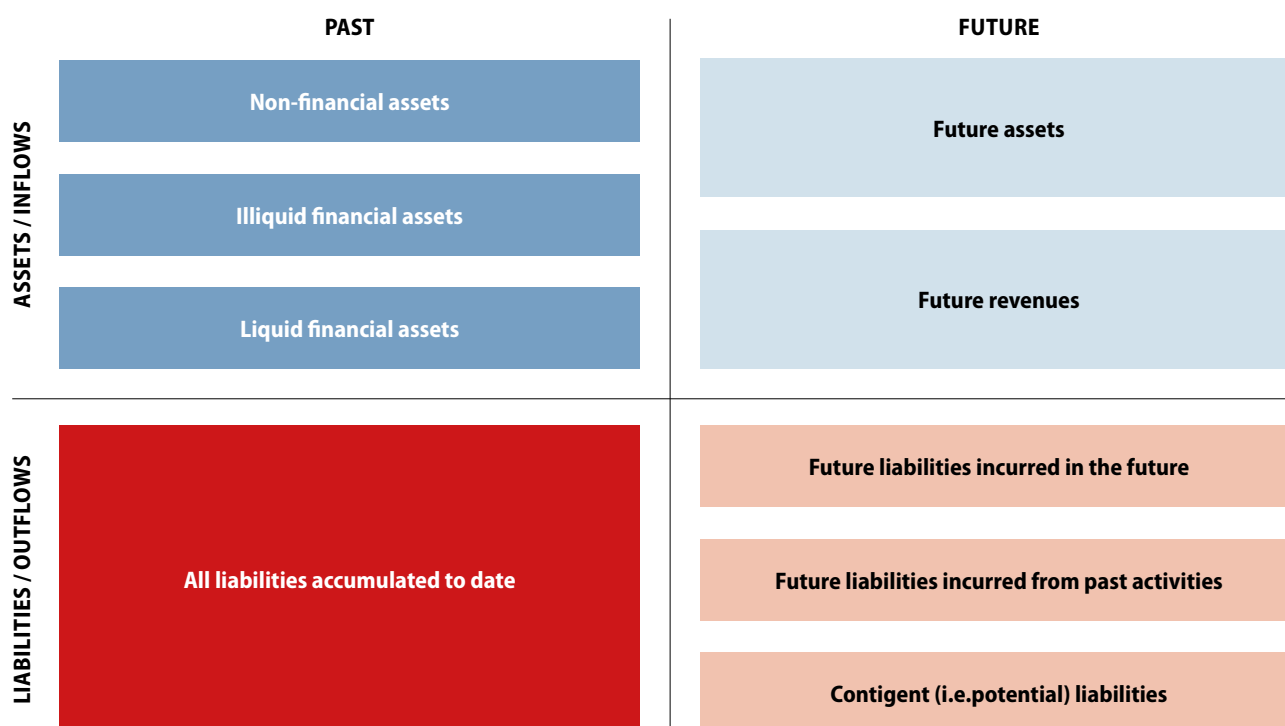 PAST
FUTURE
ASSETS / INFLOWS
Non-financial assets
Illiquid financial assets
Liquid financial assets
Future assets
Future revenues
LIABILITIES / OUTFLOWS
All liabilities accumulated to date
Future liabilities incurred in the future
Future liabilities incurred from past activities
Contigent (i.e.potential) liabilities